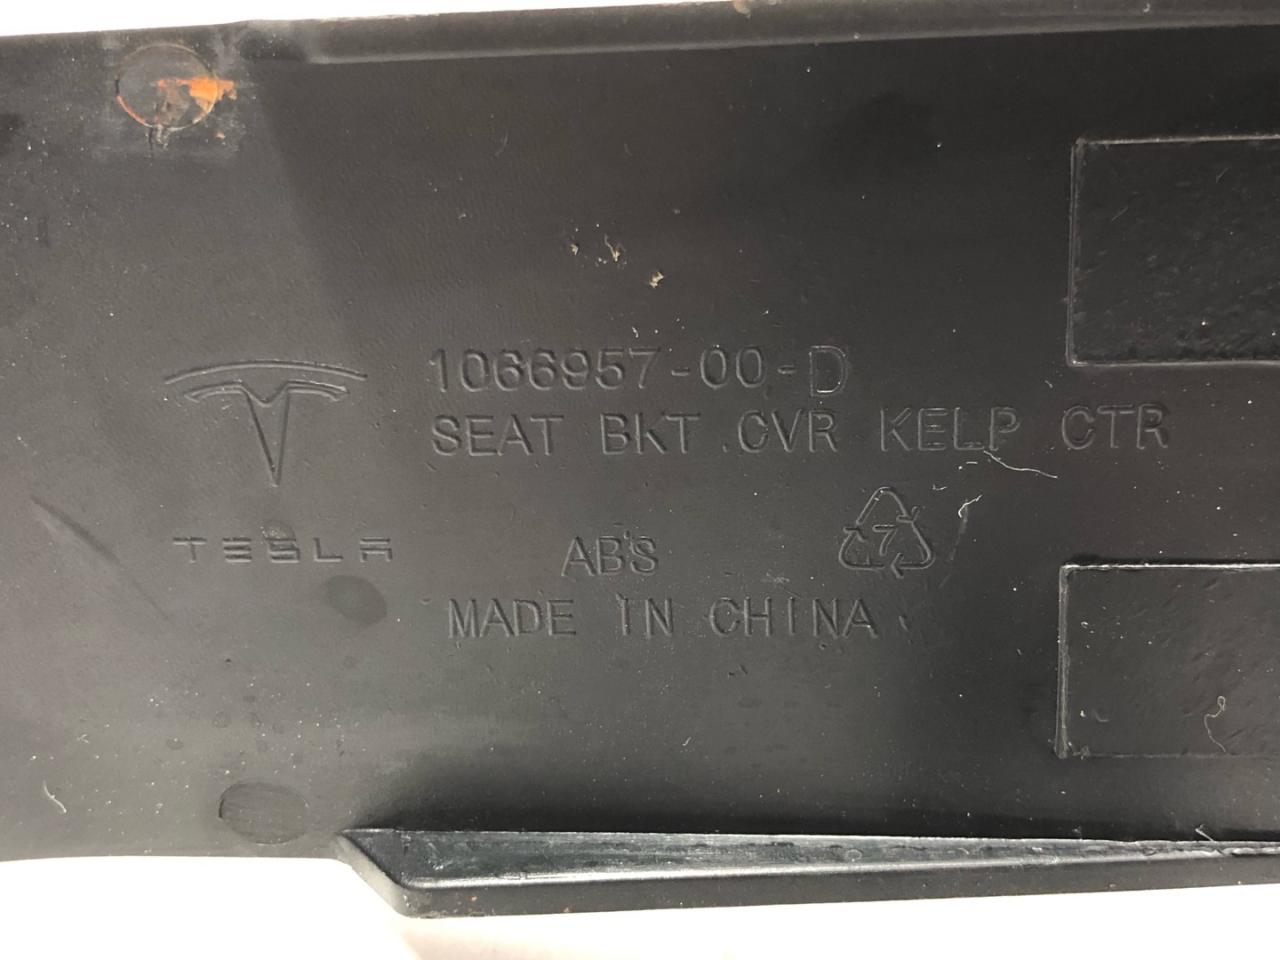 1066957-00-D
SEAT BKT CVR KELP CTR
TESLA
ABS
7
MADE IN CHINA